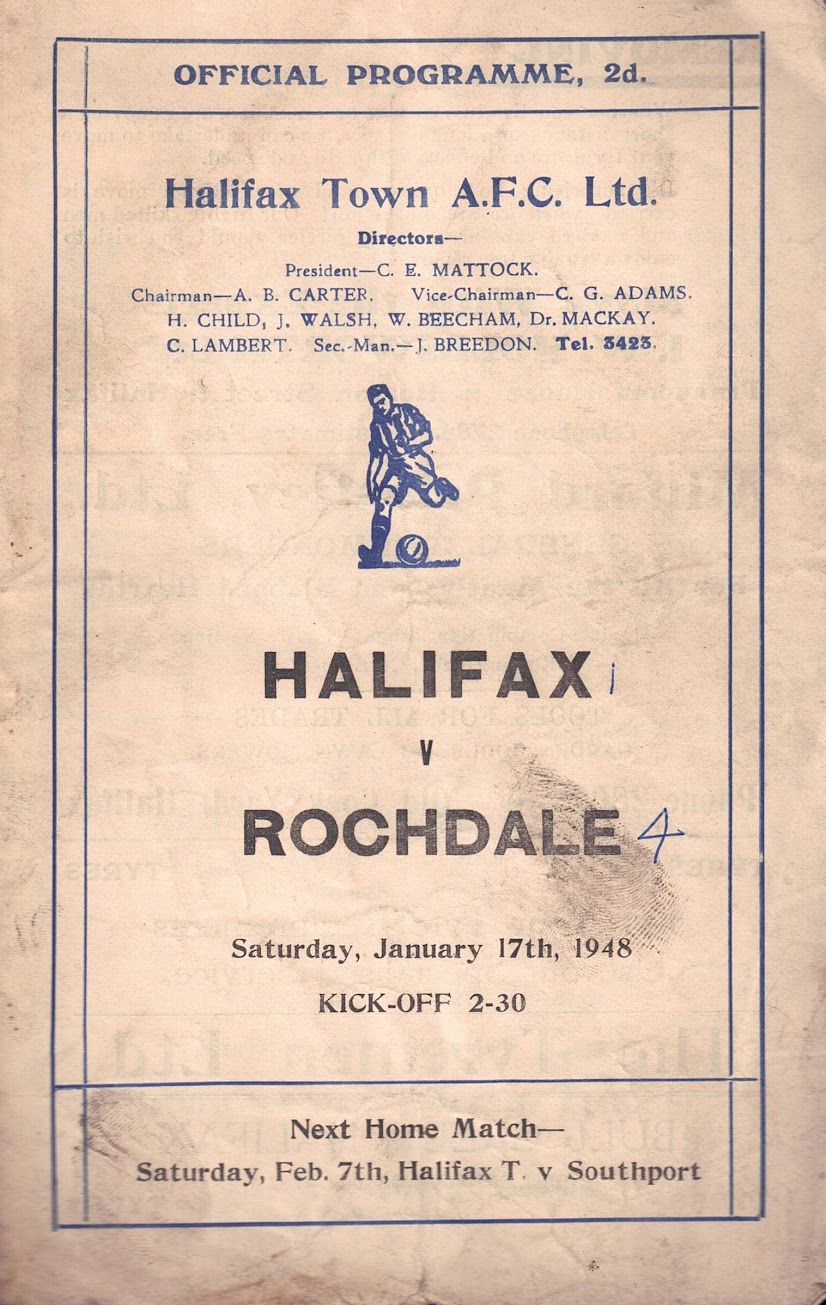 OFFICIAL PROGRAMME, 2d.
Halifax Town A.F.C. Ltd.
Directors—
President—C. E. MATTOCK.
Chairman—A. B. CARTER. Vice-Chairman—C. G. ADAMS.
H. CHILD, J. WALSH, W. BEECHAM, Dr. MACKAY.
C. LAMBERT. Sec.-Man.—J. BREEDON. Tel. 3423.
HALIFAX 1
V
ROCHDALE 4
Saturday, January 17th, 1948
KICK-OFF 2-30
Next Home Match—
Saturday, Feb. 7th, Halifax T. v Southport